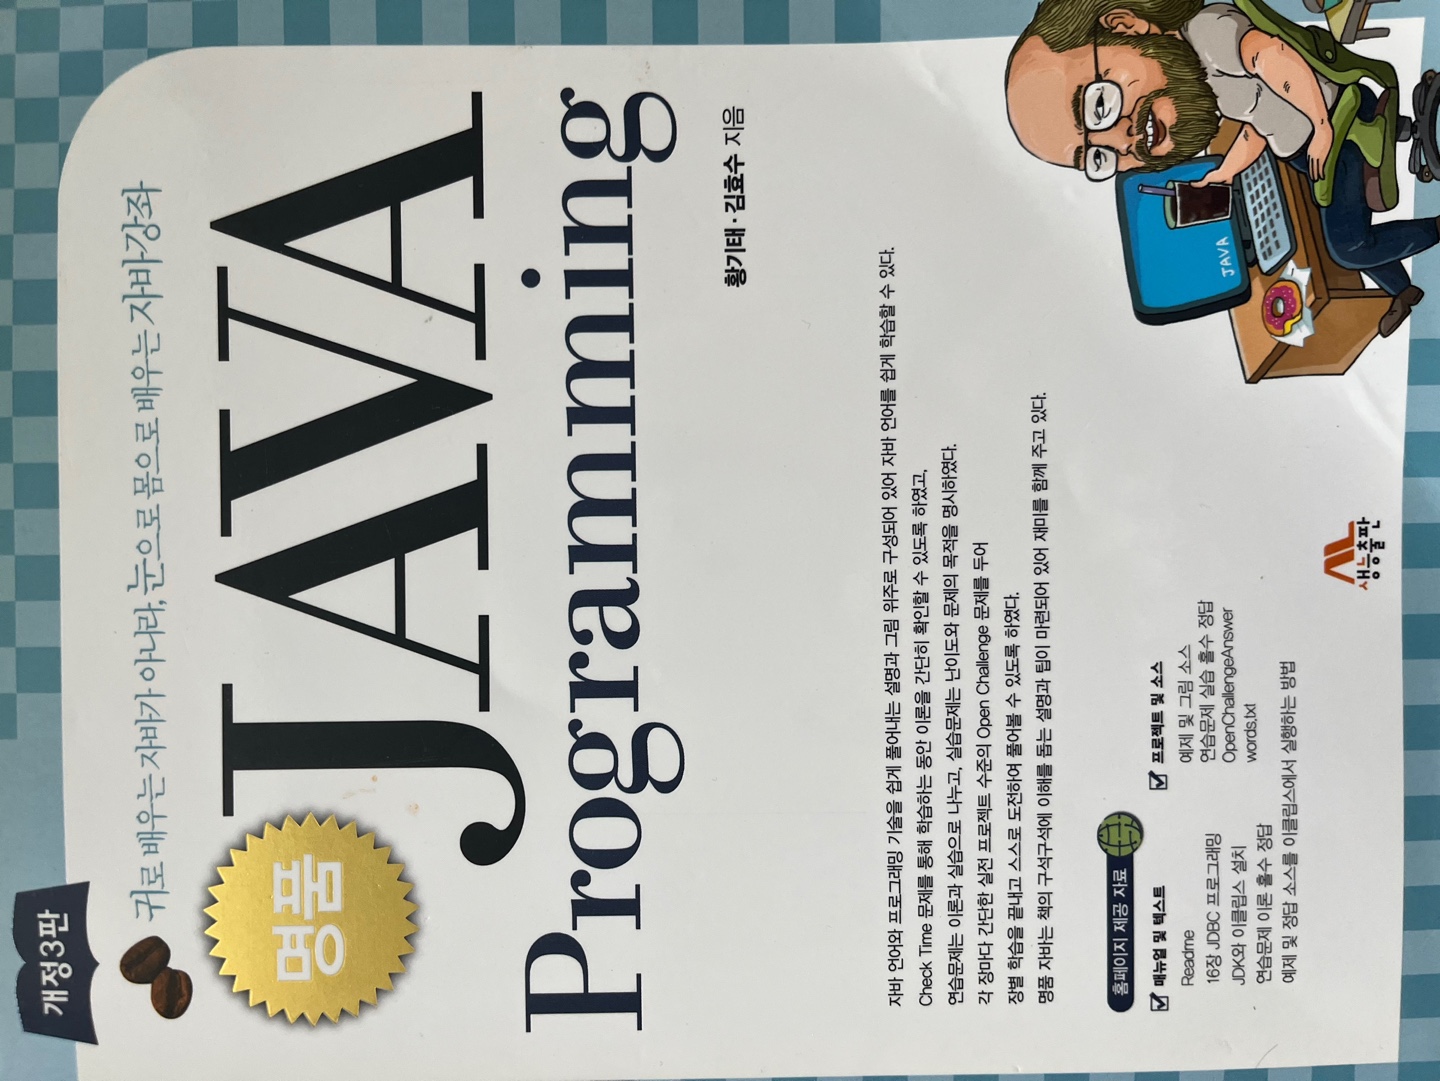 개정3판
귀로 배우는 자바가 아니라, 눈으로 몸으로 배우는 자바강좌
명품
JAVA
Programming
황기태·김효수 지음
자바 언어와 프로그래밍 기술을 쉽게 풀어내는 설명과 그림 위주로 구성되어 있어 자바 언어를 쉽게 학습할 수 있다.
Check Time 문제를 통해 학습하는 동안 이론을 간단히 확인할 수 있도록 하였고,
연습문제는 이론과 실습으로 나누고, 실습문제는 난이도와 문제의 목적을 명시하였다.
각 장마다 간단한 실전 프로젝트 수준의 Open Challenge 문제를 두어
장별 학습을 끝내고 스스로 도전하여 풀어볼 수 있도록 하였다.
명품 자바는 책의 구석구석에 이해를 돕는 설명과 팁이 마련되어 있어 재미를 함께 주고 있다.
홈페이지 제공 자료
매뉴얼 및 텍스트
Readme
16장 JDBC 프로그래밍
JDK와 이클립스 설치
연습문제 이론 홀수 정답
예제 및 정답 소스를 이클립스에서 실행하는 방법
프로젝트 및 소스
예제 및 그림 소스
연습문제 실습 홀수 정답
OpenChallengeAnswer
words.txt
JAVA
생능출판